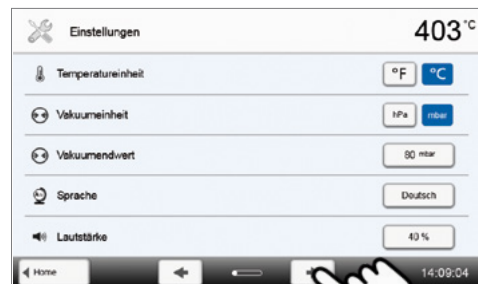 Einstellungen 403 °C
Temperatureinheit °F °C
Vakuumeinheit hPa mbar
Vakuumendwert 80 mbar
Sprache Deutsch
Lautstärke 40 %
Home 14:09:04